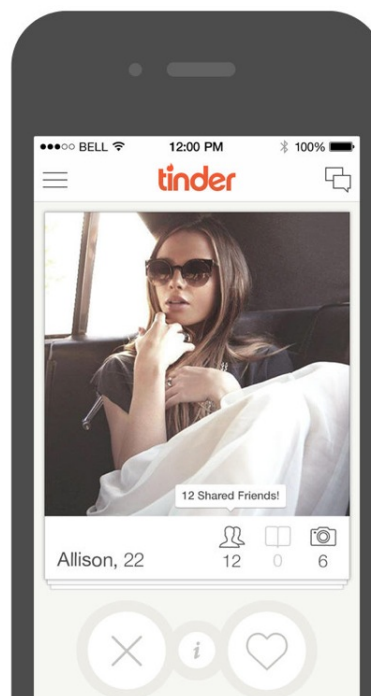 BELL 12:00 PM 100%
tinder
12 Shared Friends!
Allison, 22
12 0 6
i